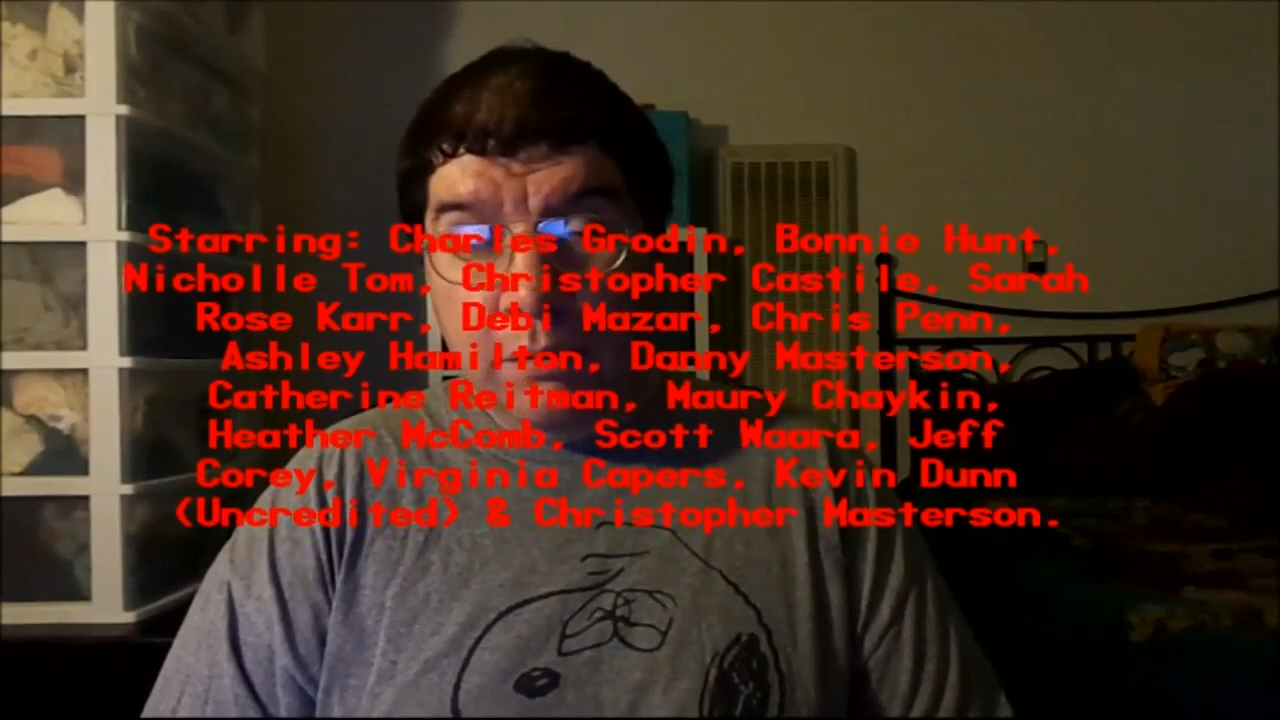 Starring: Charles Grodin, Bonnie Hunt,
Nicholle Tom, Christopher Castile, Sarah
Rose Karr, Debi Mazar, Chris Penn,
Ashley Hamilton, Danny Masterson,
Catherine Reitman, Maury Chaykin,
Heather McComb, Scott Waara, Jeff
Corey, Virginia Capers, Kevin Dunn
(Uncredited) & Christopher Masterson.